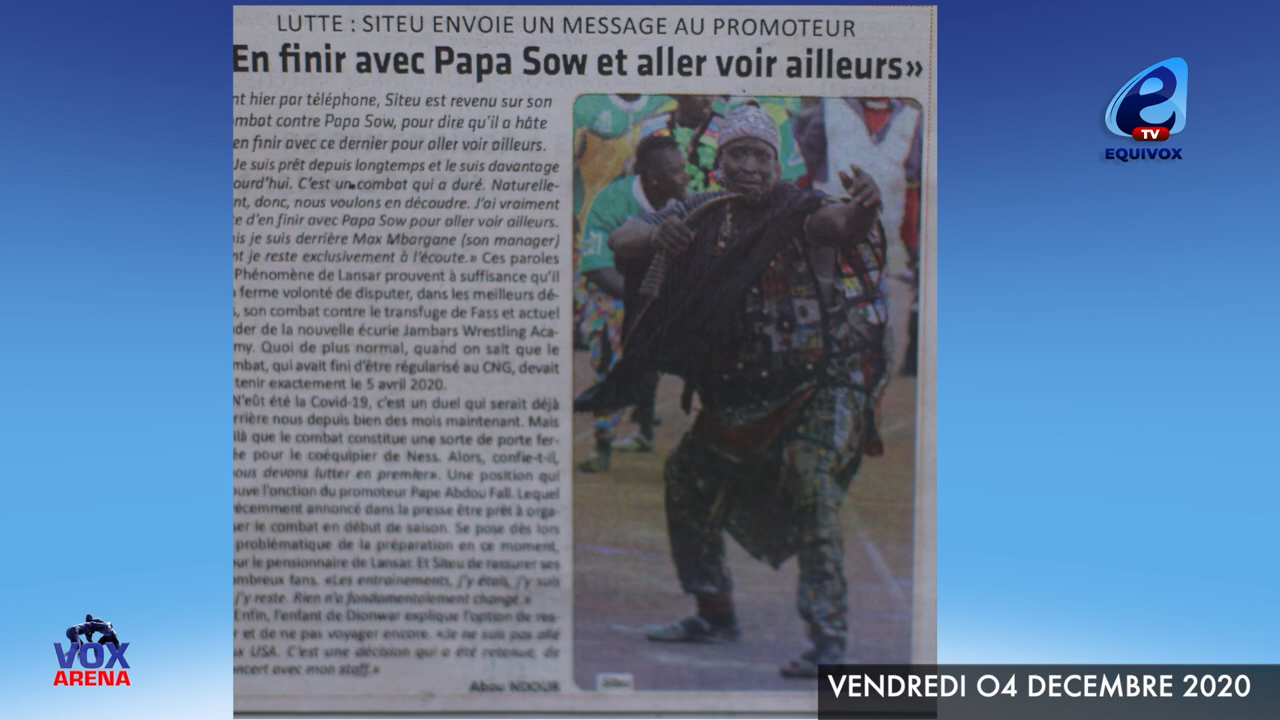 LUTTE : SITEU ENVOIE UN MESSAGE AU PROMOTEUR
En finir avec Papa Sow et aller voir ailleurs»
nt hier par téléphone, Siteu est revenu sur son
mbat contre Papa Sow, pour dire qu'il a hâte
en finir avec ce dernier pour aller voir ailleurs.
Je suis prêt depuis longtemps et le suis davantage
ourd'hui. C'est un combat qui a duré. Naturelle-
nt, donc, nous voulons en découdre. J'ai vraiment
e d'en finir avec Papa Sow pour aller voir ailleurs.
is je suis derrière Max Mbargane (son manager)
nt je reste exclusivement à l'écoute.» Ces paroles
Phénomène de Lansar prouvent à suffisance qu'il
ferme volonté de disputer, dans les meilleurs dé-
s, son combat contre le transfuge de Fass et actuel
der de la nouvelle écurie Jambars Wrestling Aca-
my. Quoi de plus normal, quand on sait que le
mbat, qui avait fini d'être régularisé au CNG, devait
tenir exactement le 5 avril 2020.
N'eût été la Covid-19, c'est un duel qui serait déjà
rrière nous depuis bien des mois maintenant. Mais
ilà que le combat constitue une sorte de porte fer-
ée pour le coéquipier de Ness. Alors, confie-t-il,
nous devons lutter en premier». Une position qui
ouve l'onction du promoteur Pape Abdou Fall. Lequel
écemment annoncé dans la presse être prêt à orga-
ser le combat en début de saison. Se pose dès lors
problématique de la préparation en ce moment,
ur le pensionnaire de Lansar. Et Siteu de rassurer ses
ombreux fans. «Les entrainements, j'y étais, j'y suis
j'y reste. Rien n'a fondamentalement changé.»
Enfin, l'enfant de Dionwar explique l'option de res-
r et de ne pas voyager encore. «Je ne suis pas allé
x USA. C'est une décision qui a été retenue, de
ncert avec mon staff.»
Abou NDOUR
Siteu
e
TV
EQUIVOX
VOX
ARENA
VENDREDI 04 DECEMBRE 2020